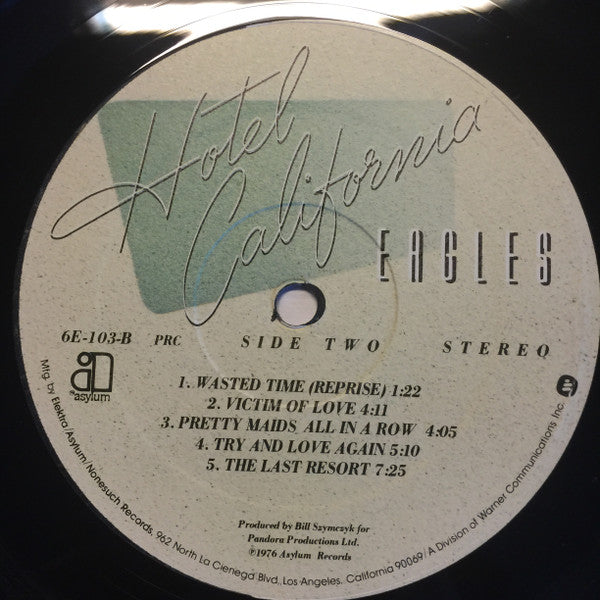 Hotel
California
EAGLES
6E-103-B PRC SIDE TWO STEREO
asylum
1. WASTED TIME (REPRISE) 1:22
2. VICTIM OF LOVE 4:11
3. PRETTY MAIDS ALL IN A ROW 4:05
4. TRY AND LOVE AGAIN 5:10
5. THE LAST RESORT 7:25
Produced by Bill Szymczyk for
Pandora Productions Ltd.
℗1976 Asylum Records
Mfg. by Elektra/Asylum/Nonesuch Records, 962 North La Cienega Blvd., Los Angeles, California 90069/A Division of Warner Communications Inc.